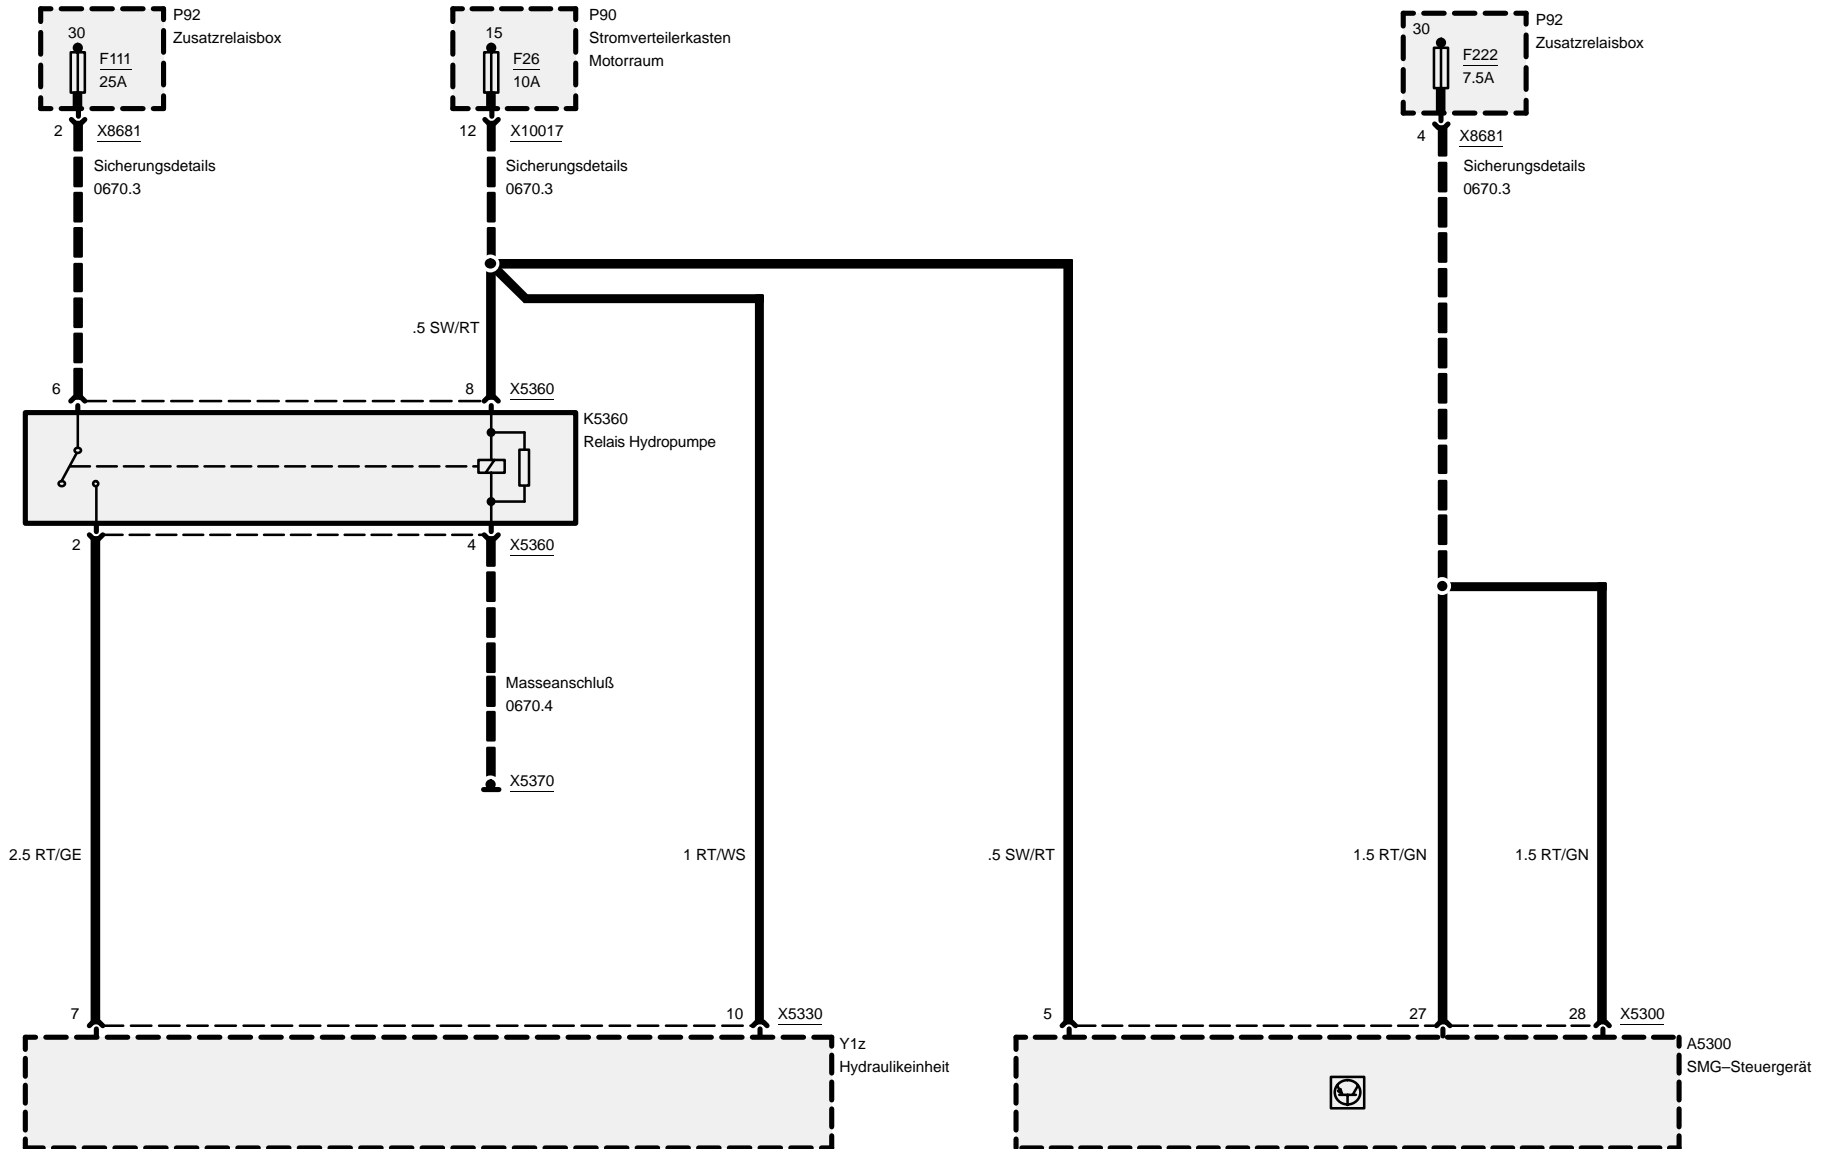 P92
Zusatzrelaisbox
30
F111
25A
2
X8681
Sicherungsdetails
0670.3
P90
Stromverteilerkasten
Motorraum
15
F26
10A
12
X10017
Sicherungsdetails
0670.3
P92
Zusatzrelaisbox
30
F222
7.5A
4
X8681
Sicherungsdetails
0670.3
.5 SW/RT
6
8
X5360
K5360
Relais Hydropumpe
2
4
X5360
Masseanschluß
0670.4
X5370
2.5 RT/GE
1 RT/WS
.5 SW/RT
1.5 RT/GN
1.5 RT/GN
7
10
X5330
5
27
28
X5300
Y1z
Hydraulikeinheit
A5300
SMG–Steuergerät